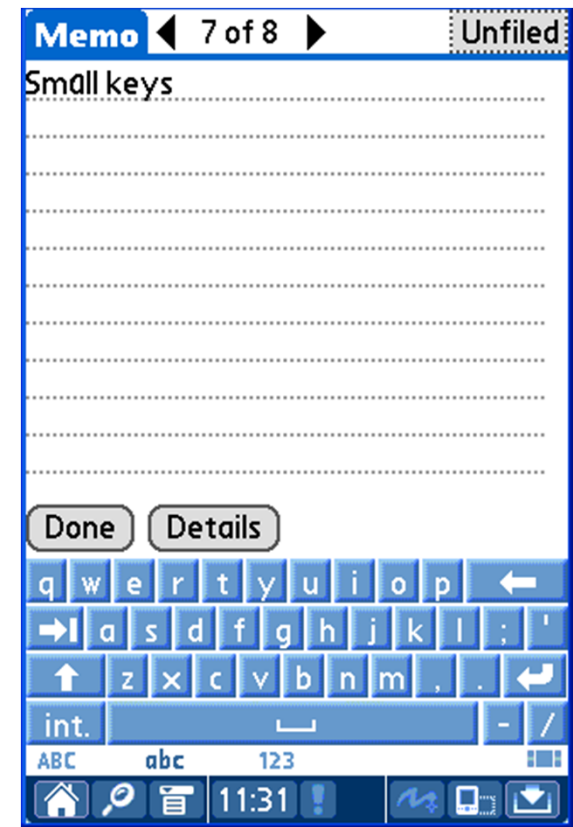 Memo 7 of 8 Unfiled
Small keys
Done Details
q w e r t y u i o p
a s d f g h j k l ; '
z x c v b n m , .
int. - /
ABC abc 123
11:31